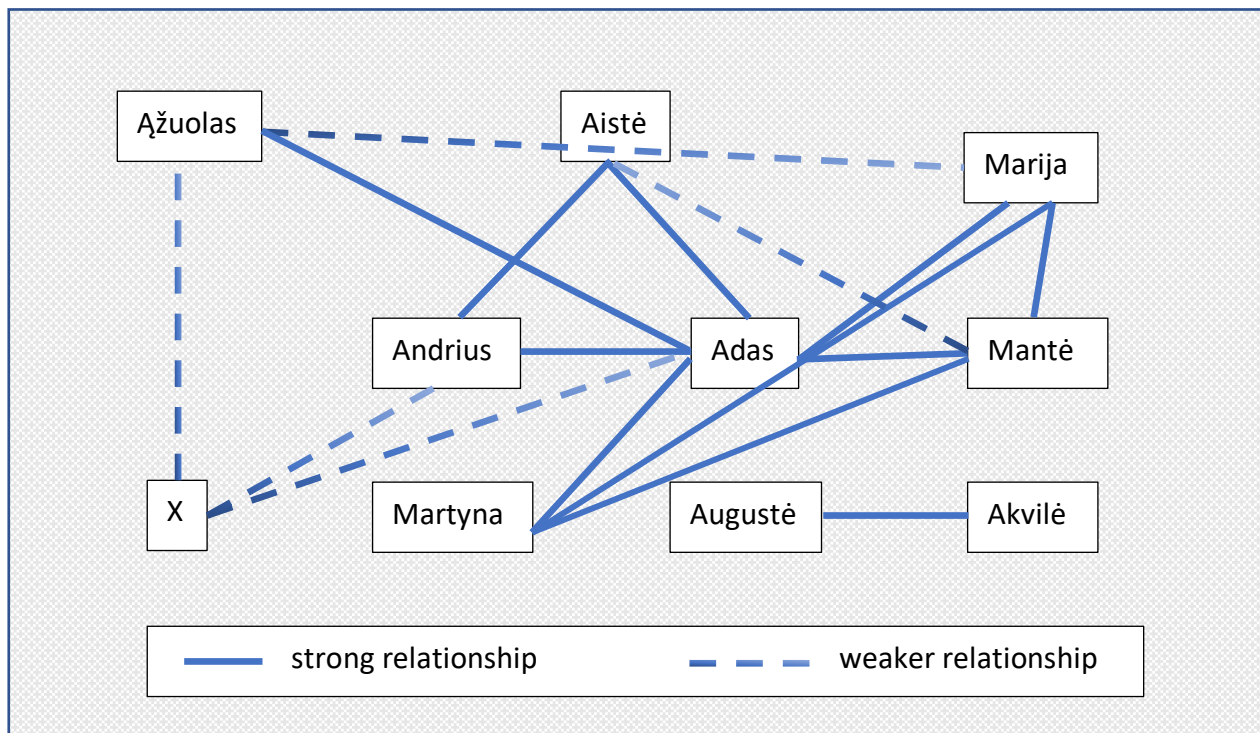 Ąžuolas
Aistė
Marija
Andrius
Adas
Mantė
X
Martyna
Augustė
Akvilė
strong relationship
weaker relationship